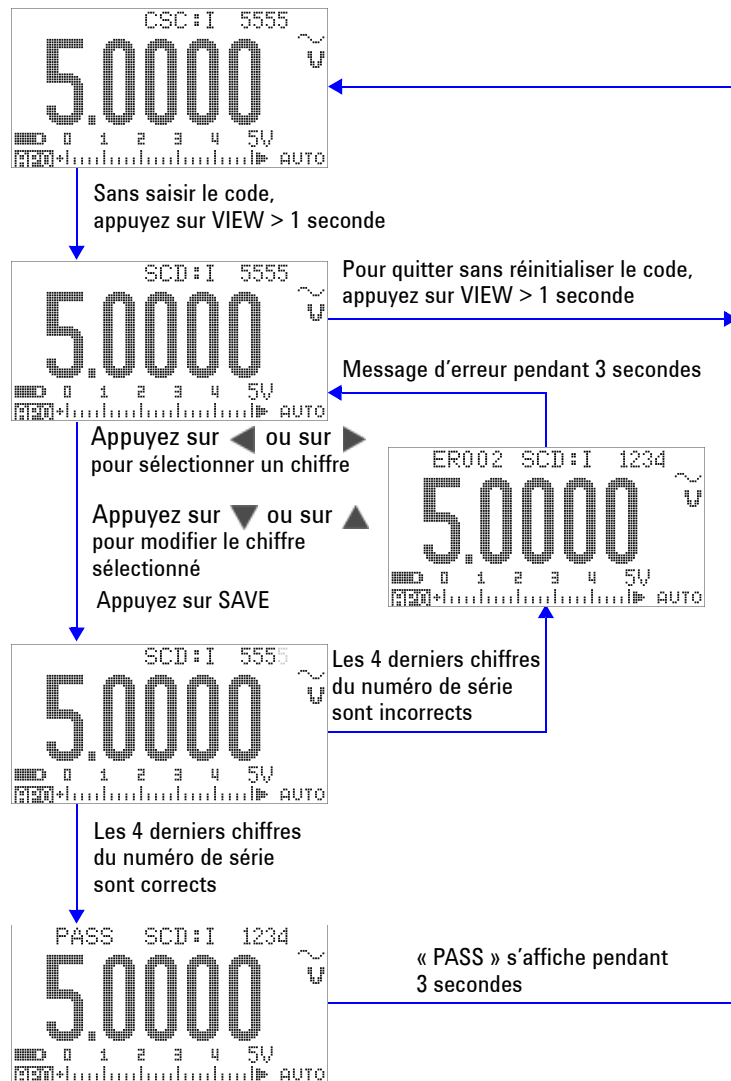 CSC:I 5555
5.0000
0 1 2 3 4 5V
APO AUTO
Sans saisir le code,
appuyez sur VIEW > 1 seconde
SCD:I 5555
5.0000
0 1 2 3 4 5V
APO AUTO
Pour quitter sans réinitialiser le code,
appuyez sur VIEW > 1 seconde
Message d’erreur pendant 3 secondes
Appuyez sur ◀ ou sur ▶
pour sélectionner un chiffre
Appuyez sur ▼ ou sur ▲
pour modifier le chiffre
sélectionné
Appuyez sur SAVE
ER002 SCD:I 1234
5.0000
0 1 2 3 4 5V
APO AUTO
SCD:I 5555
5.0000
0 1 2 3 4 5V
APO AUTO
Les 4 derniers chiffres
du numéro de série
sont incorrects
Les 4 derniers chiffres
du numéro de série
sont corrects
PASS SCD:I 1234
5.0000
0 1 2 3 4 5V
APO AUTO
« PASS » s’affiche pendant
3 secondes